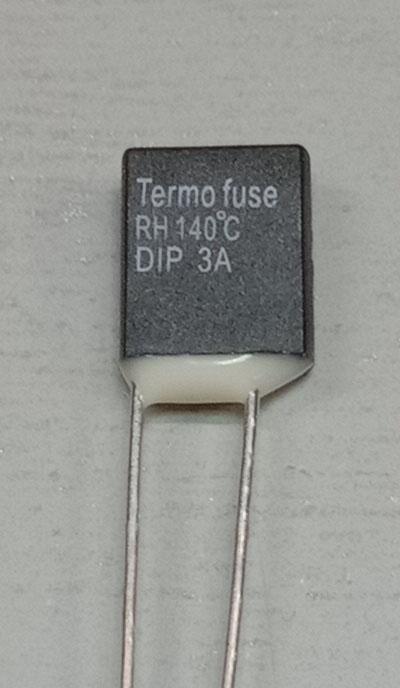 Termo fuse
RH 140°C
DIP 3A